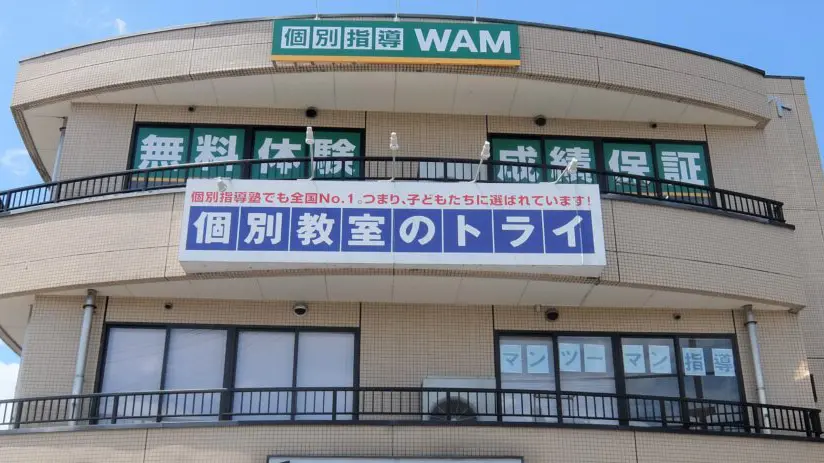 個別指導 WAM
無料体験 成績保証
個別指導塾でも全国No.1。つまり、子どもたちに選ばれています!
個別教室のトライ
マンツーマン指導